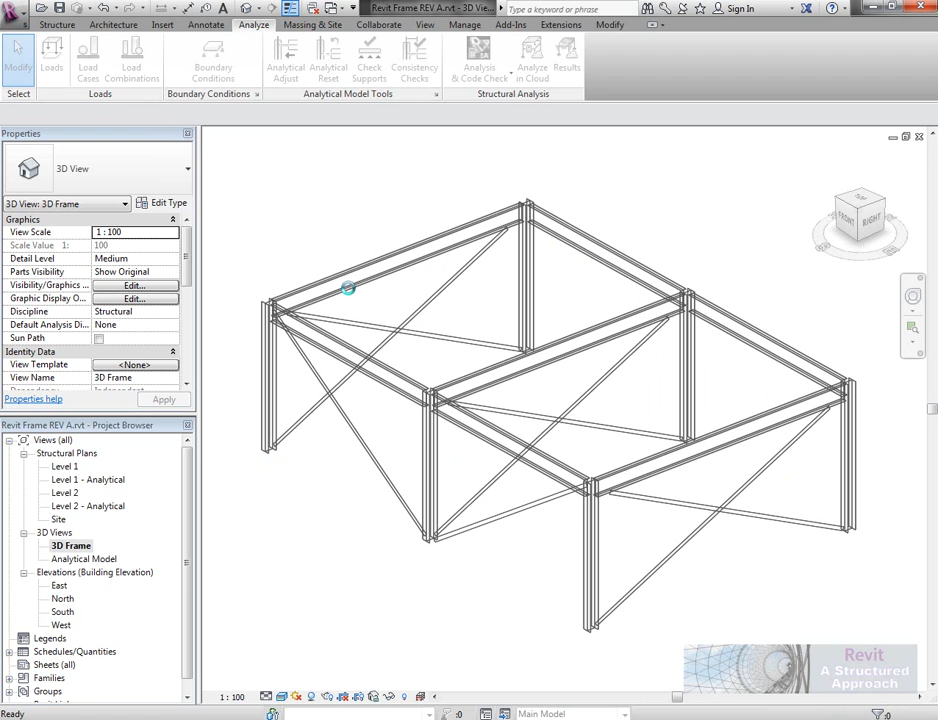 Revit Frame REV A.rvt - 3D Vie...
Type a keyword or phrase
Sign In
Structure
Architecture
Insert
Annotate
Analyze
Massing & Site
Collaborate
View
Manage
Add-Ins
Extensions
Modify
Modify
Loads
Load Cases
Load Combinations
Boundary Conditions
Analytical Adjust
Analytical Reset
Check Supports
Consistency Checks
Analysis & Code Check
Analyze in Cloud
Results
Select
Loads
Boundary Conditions
Analytical Model Tools
Structural Analysis
Properties
3D View
3D View: 3D Frame
Edit Type
Graphics
View Scale
1 : 100
Scale Value 1:
100
Detail Level
Medium
Parts Visibility
Show Original
Visibility/Graphics ...
Edit...
Graphic Display O...
Edit...
Discipline
Structural
Default Analysis Di...
None
Sun Path
Identity Data
View Template
<None>
View Name
3D Frame
Dependency
Independent
Properties help
Apply
Revit Frame REV A.rvt - Project Browser
Views (all)
Structural Plans
Level 1
Level 1 - Analytical
Level 2
Level 2 - Analytical
Site
3D Views
3D Frame
Analytical Model
Elevations (Building Elevation)
East
North
South
West
Legends
Schedules/Quantities
Sheets (all)
Families
Groups
TOP
FRONT
RIGHT
Revit
A Structured
Approach
1 : 100
Ready
:0
Main Model
:0